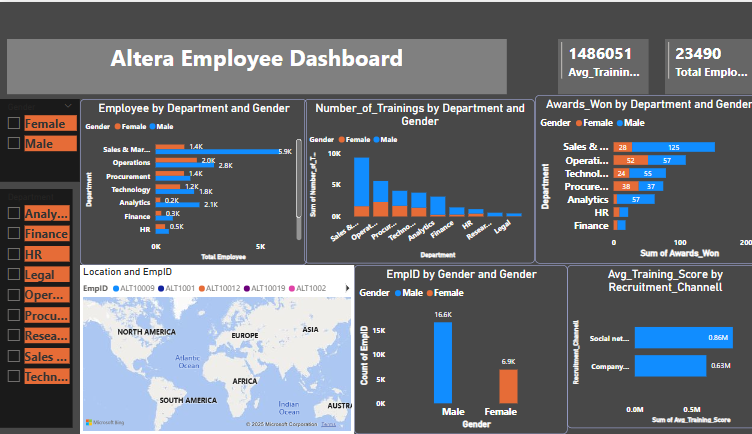 Altera Employee Dashboard
1486051
Avg_Trainin...
23490
Total Emplo...
Female
Male
Analy...
Finance
HR
Legal
Oper...
Procu...
Resea...
Sales ...
Techn...
Employee by Department and Gender
Gender Female Male
Department
Sales & Mar...
Operations
Procurement
Technology
Analytics
Finance
HR
1.4K
5.9K
2.0K
2.8K
1.4K
1.2K
1.8K
0.2K
2.1K
0.3K
0.5K
0K 5K
Total Employee
Number_of_Trainings by Department and
Gender
Gender Female Male
Sum of Number_of_T...
10K
5K
0K
Sales &...
Operat...
Procur...
Techno...
Analytics
Finance
HR
Resear...
Legal
Department
Awards_Won by Department and Gender
Gender Female Male
Department
Sales & ... 28 125
Operati... 52 57
Technol... 24 55
Procure... 38 37
Analytics 57
HR
Finance
0 100 200
Sum of Awards_Won
Location and EmpID
EmpID ALT10009 ALT1001 ALT10012 ALT10019 ALT1002
NORTH AMERICA
EUROPE
ASIA
Atlantic
Ocean
AFRICA
SOUTH AMERICA
Indian
Ocean
AUSTRA
Microsoft Bing
© 2025 Microsoft Corporation Terms
EmpID by Gender and Gender
Gender Male Female
Count of EmpID
15K
10K
5K
0K
16.6K
6.9K
Male Female
Gender
Avg_Training_Score by
Recruitment_Channell
Recruitment_Channel
Social net... 0.86M
Company... 0.63M
0.0M 0.5M
Sum of Avg_Training_Score